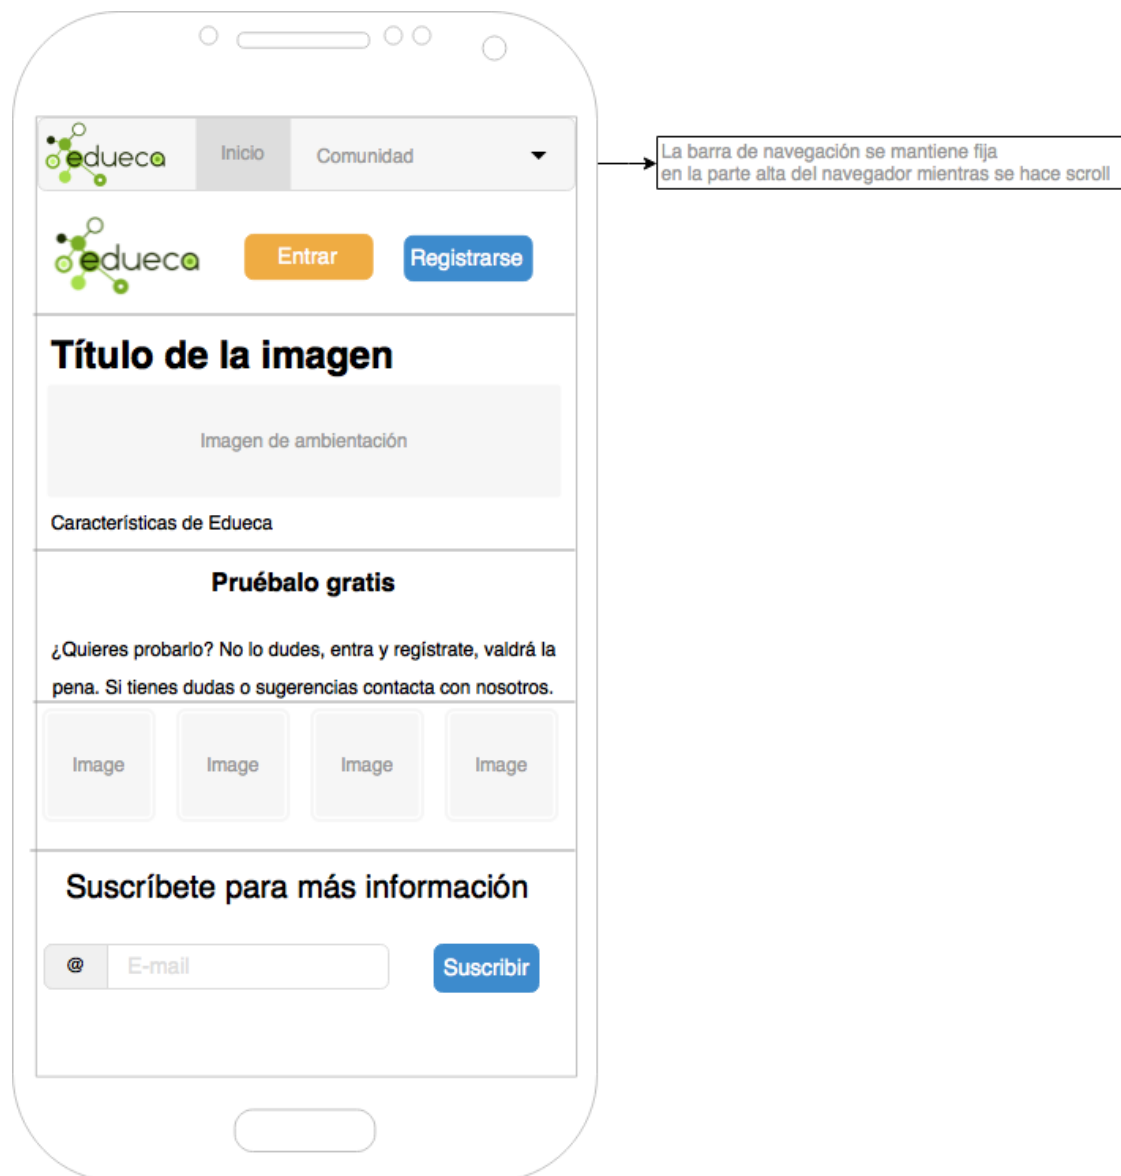 edueca
Inicio
Comunidad
La barra de navegación se mantiene fija
en la parte alta del navegador mientras se hace scroll
edueca
Entrar
Registrarse
Título de la imagen
Imagen de ambientación
Características de Edueca
Pruébalo gratis
¿Quieres probarlo? No lo dudes, entra y regístrate, valdrá la
pena. Si tienes dudas o sugerencias contacta con nosotros.
Image
Image
Image
Image
Suscríbete para más información
@
E-mail
Suscribir